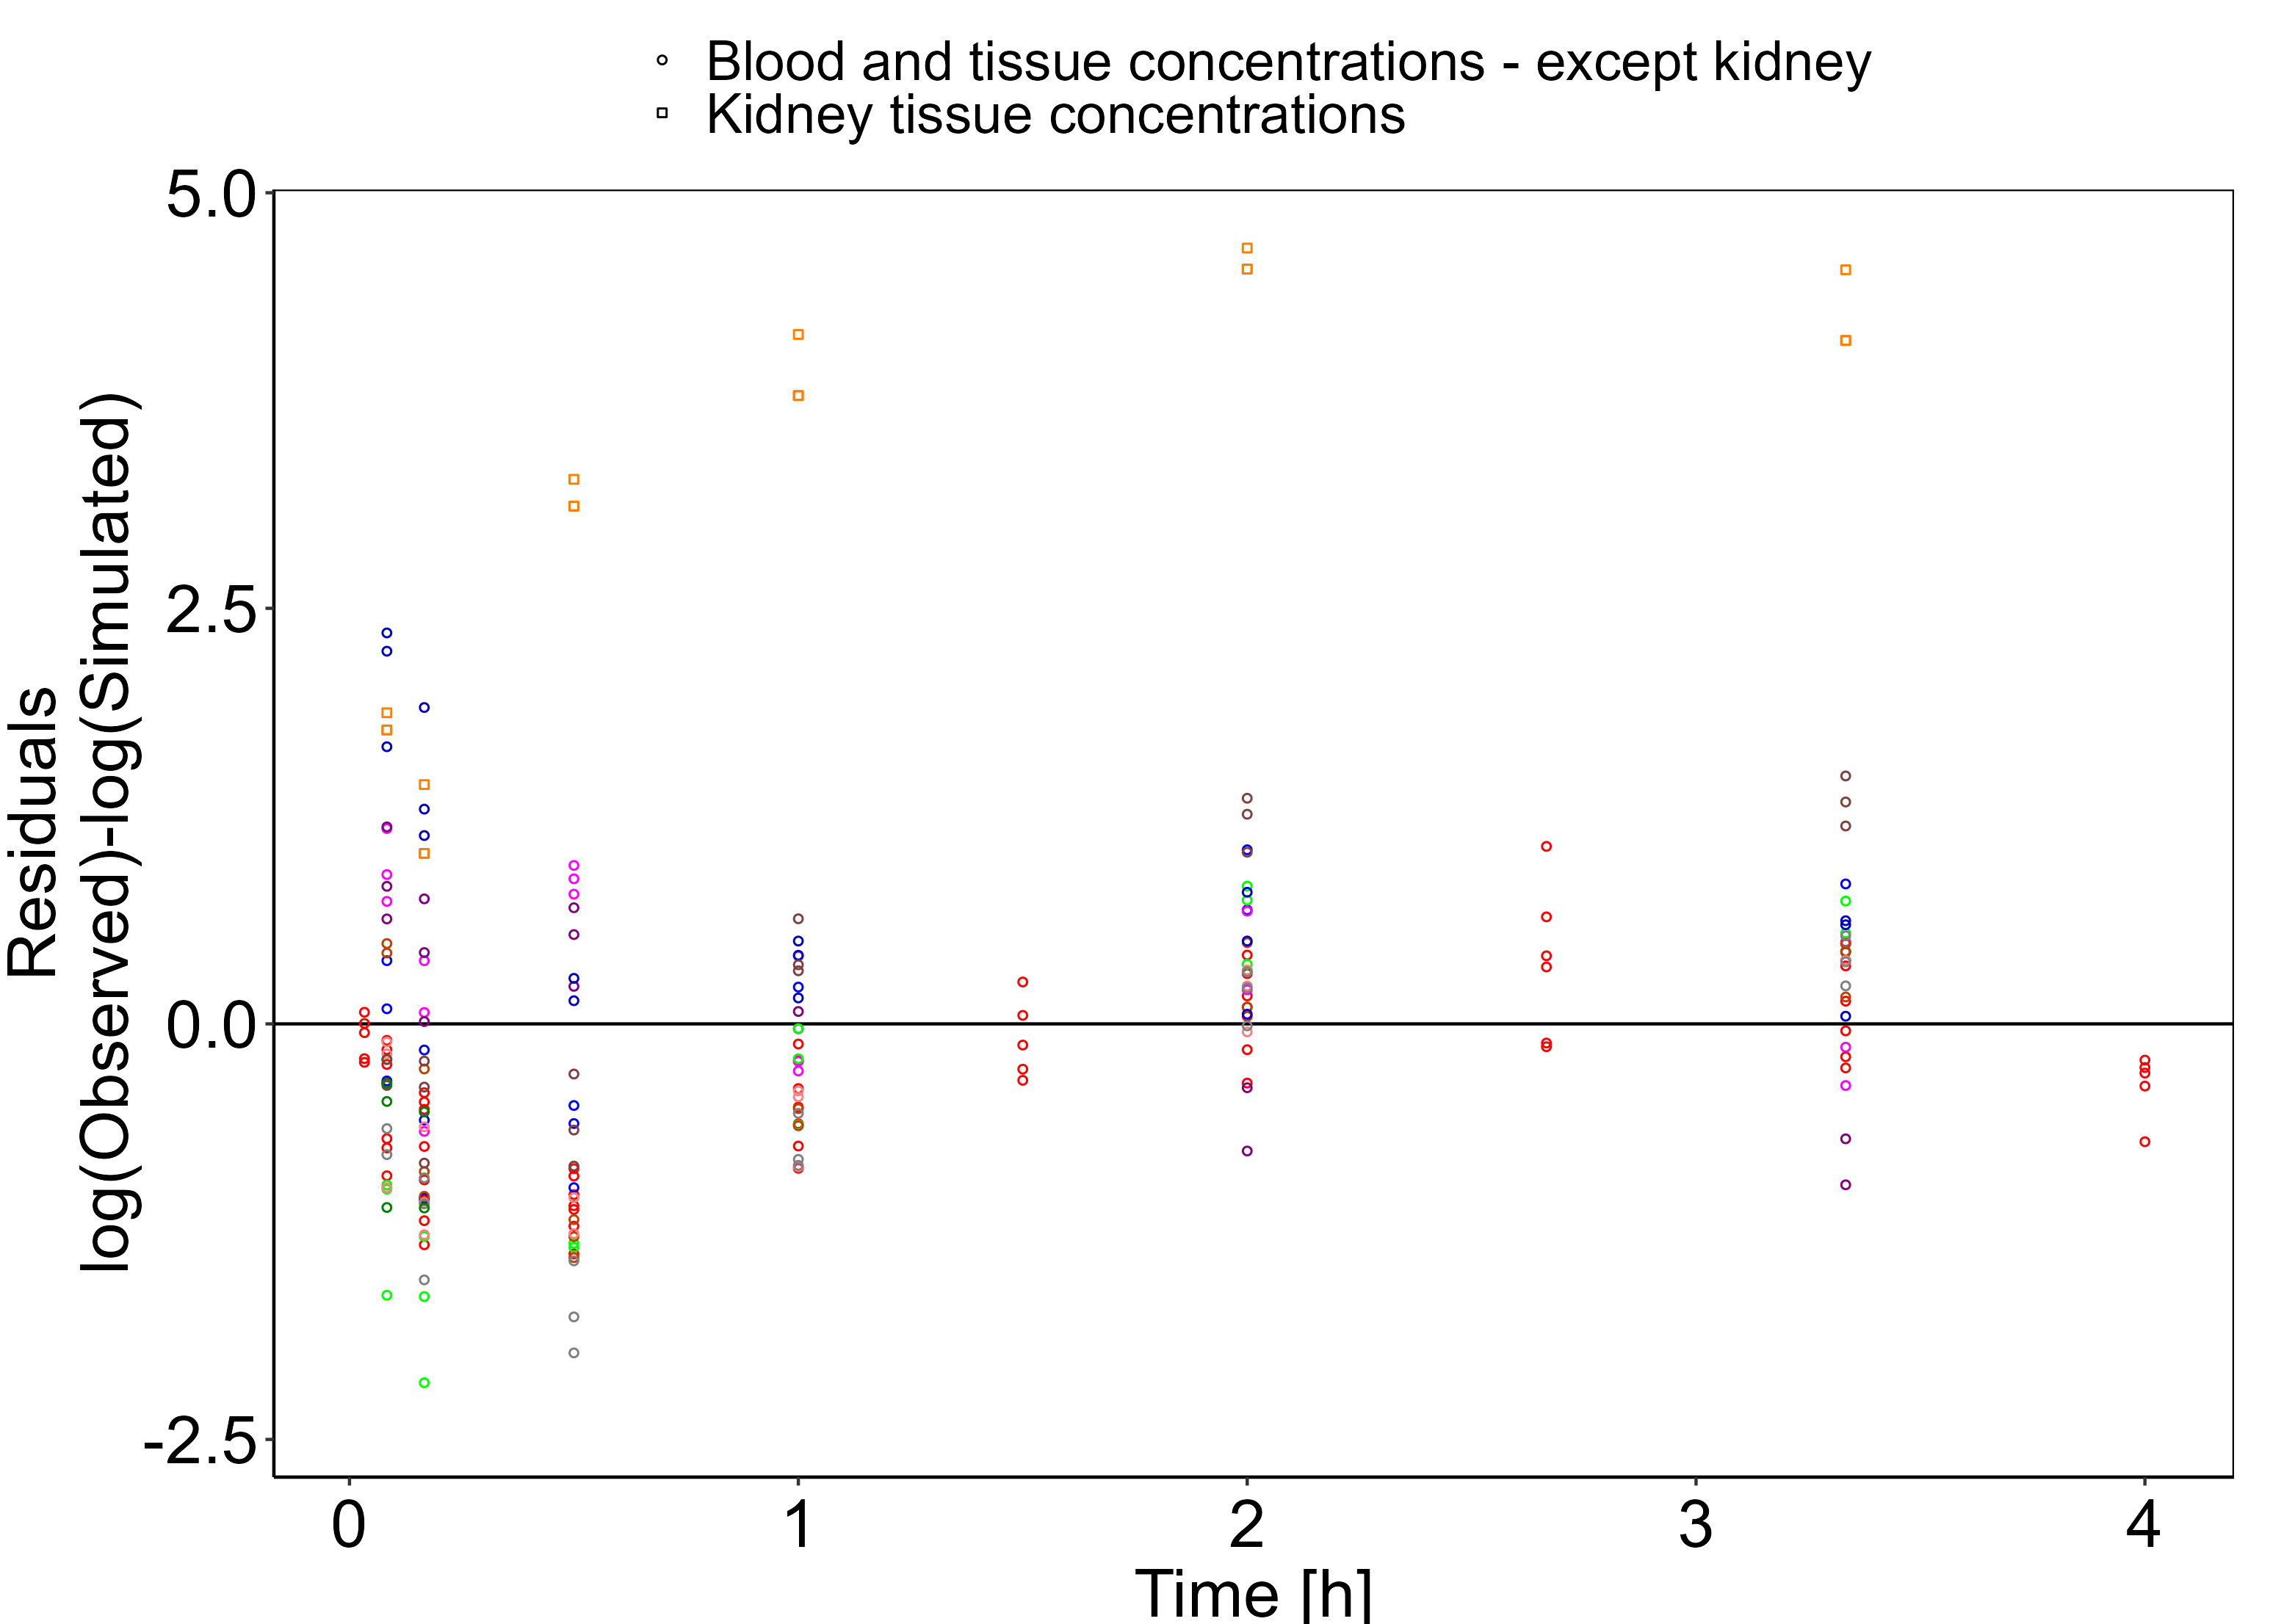 Blood and tissue concentrations - except kidney
Kidney tissue concentrations
5.0
2.5
0.0
-2.5
Residuals
log(Observed)-log(Simulated)
0 1 2 3 4
Time [h]